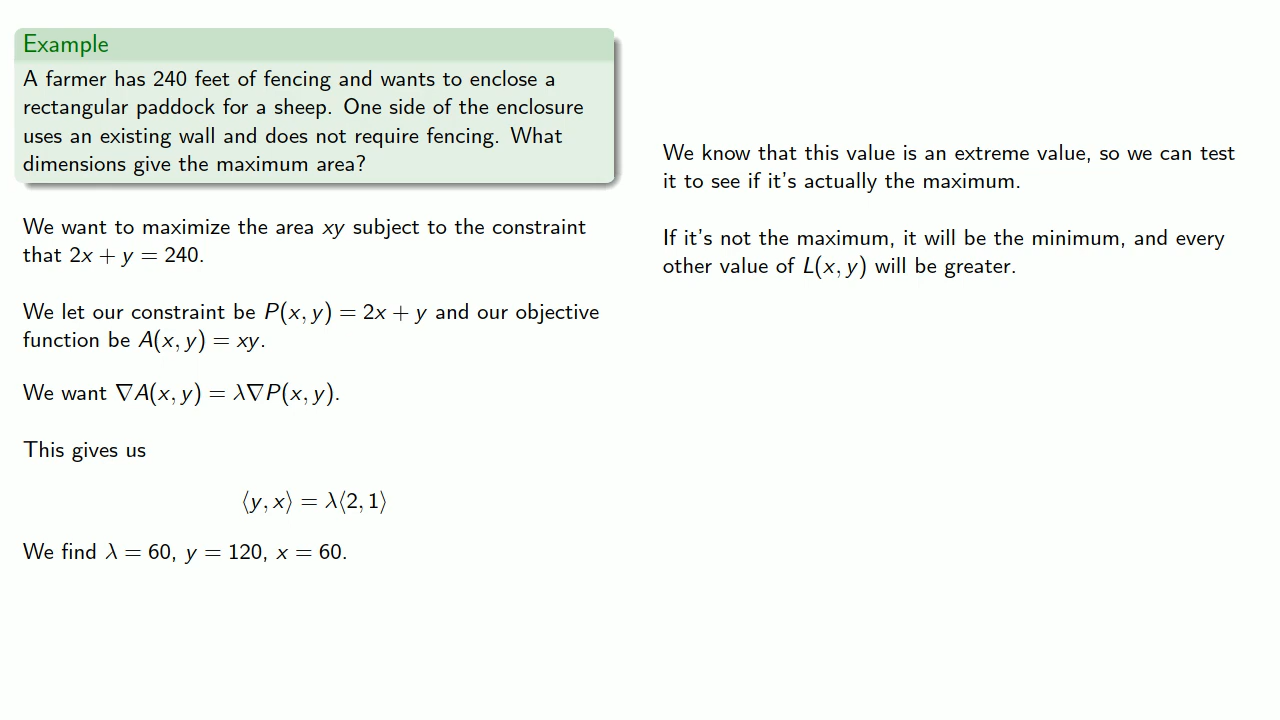 Example
A farmer has 240 feet of fencing and wants to enclose a
rectangular paddock for a sheep. One side of the enclosure
uses an existing wall and does not require fencing. What
dimensions give the maximum area?
We want to maximize the area xy subject to the constraint
that 2x + y = 240.
We let our constraint be P(x, y) = 2x + y and our objective
function be A(x, y) = xy.
We want ∇A(x, y) = λ∇P(x, y).
This gives us
⟨y, x⟩ = λ⟨2, 1⟩
We find λ = 60, y = 120, x = 60.
We know that this value is an extreme value, so we can test
it to see if it's actually the maximum.
If it's not the maximum, it will be the minimum, and every
other value of L(x, y) will be greater.